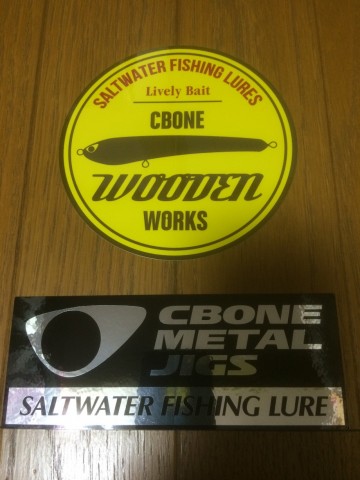 SALTWATER FISHING LURES
Lively Bait
CBONE
WOODEN
WORKS
CBONE
METAL
JIGS
SALTWATER FISHING LURE